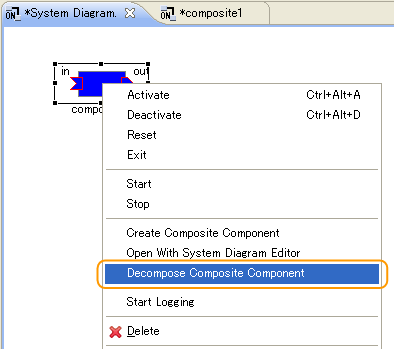 *System Diagram. *composite1
in out
compo
Activate Ctrl+Alt+A
Deactivate Ctrl+Alt+D
Reset
Exit
Start
Stop
Create Composite Component
Open With System Diagram Editor
Decompose Composite Component
Start Logging
Delete